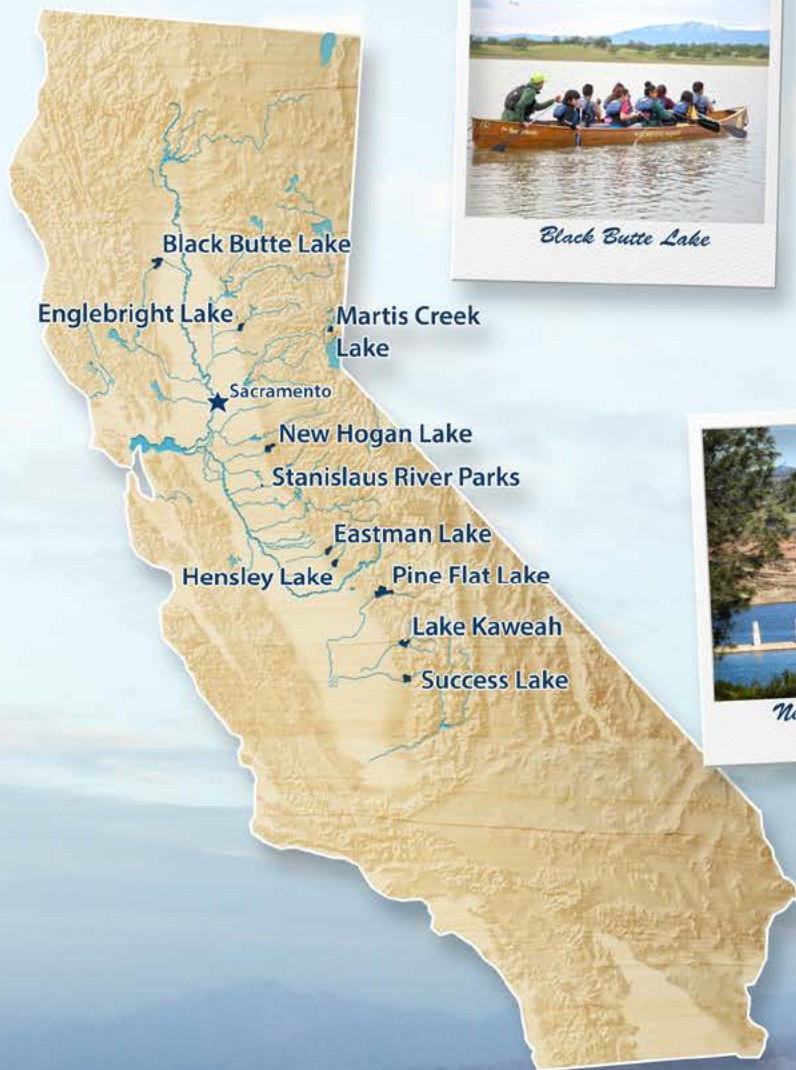 Black Butte Lake
Black Butte Lake
Englebright Lake
Martis Creek
Lake
Sacramento
New Hogan Lake
Stanislaus River Parks
Eastman Lake
Hensley Lake
Pine Flat Lake
Lake Kaweah
Success Lake